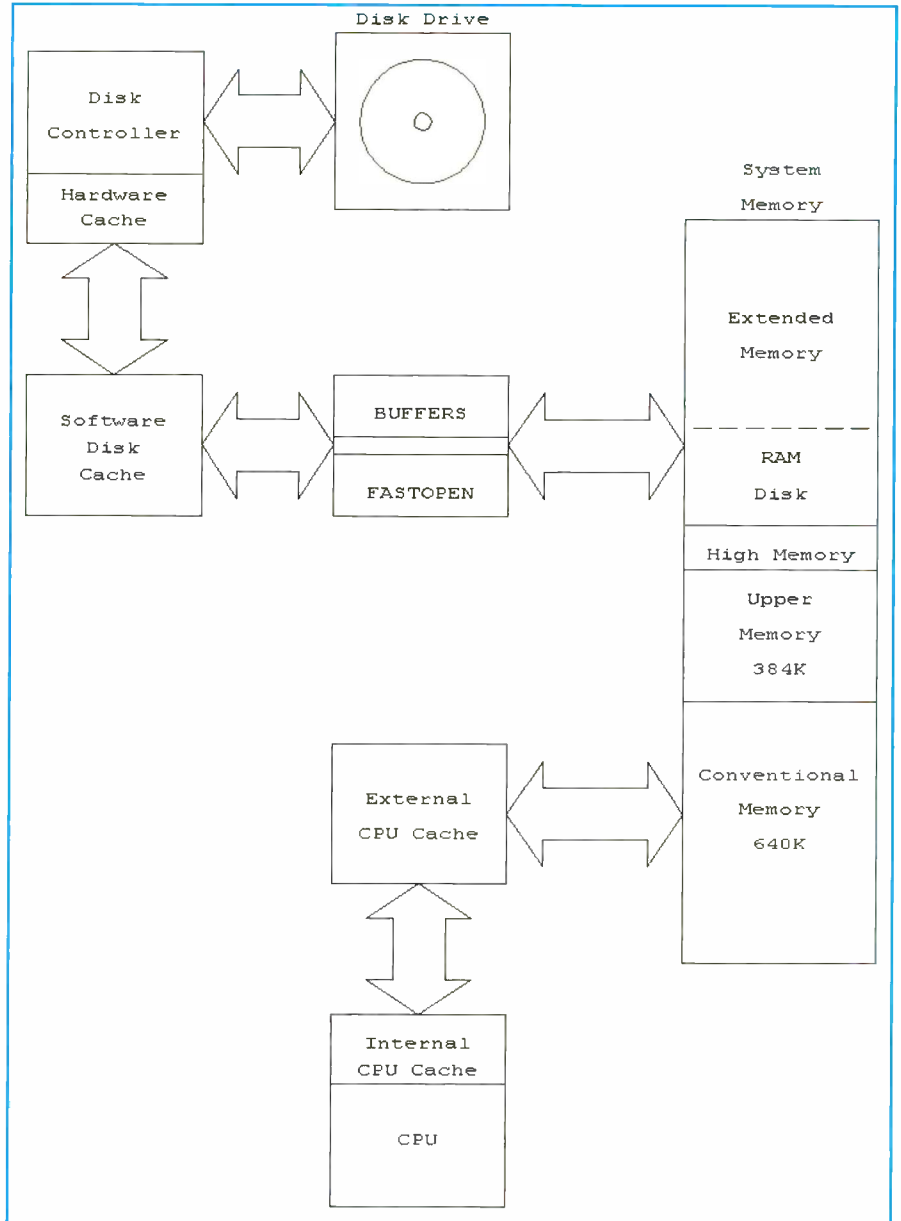 Disk Drive
Disk
Controller
Hardware
Cache
System
Memory
Extended
Memory
RAM
Disk
High Memory
Upper
Memory
384K
Conventional
Memory
640K
Software
Disk
Cache
BUFFERS
FASTOPEN
External
CPU Cache
Internal
CPU Cache
CPU